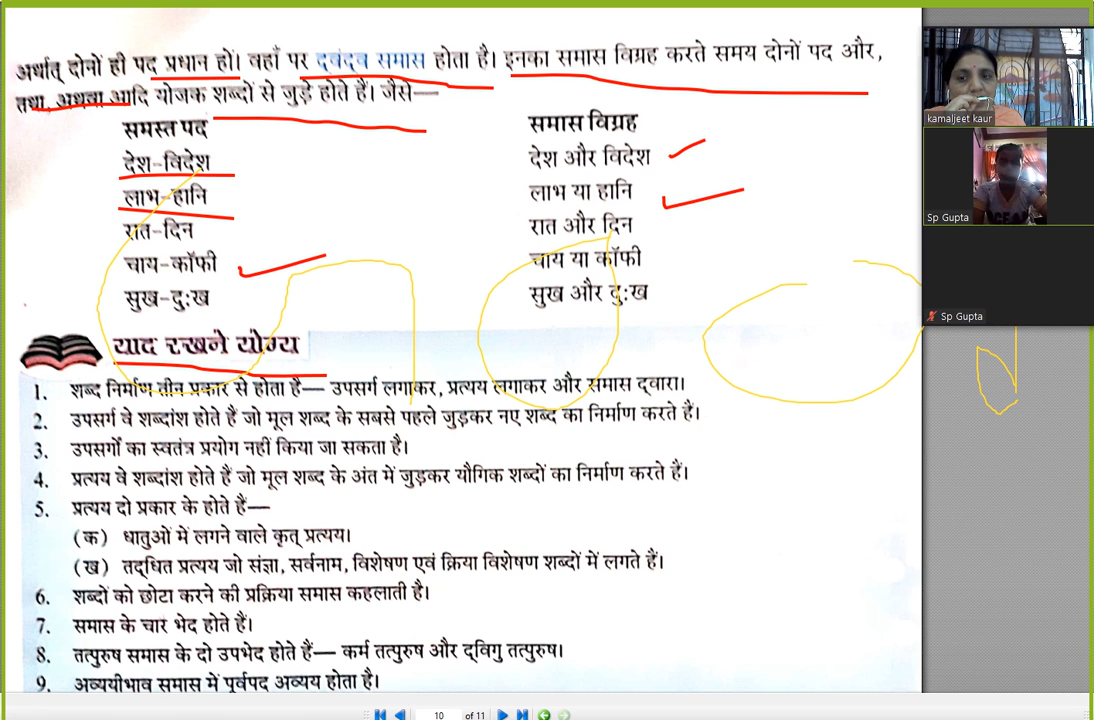 अर्थात् दोनों ही पद प्रधान हों। वहाँ पर द्वंद्व समास होता है। इनका समास विग्रह करते समय दोनों पद और,
तथा, अथवा आदि योजक शब्दों से जुड़े होते हैं। जैसे—
समस्त पद समास विग्रह
देश-विदेश देश और विदेश
लाभ-हानि लाभ या हानि
रात-दिन रात और दिन
चाय-कॉफी चाय या कॉफी
सुख-दुःख सुख और दुःख
याद रखने योग्य
1. शब्द निर्माण तीन प्रकार से होता है— उपसर्ग लगाकर, प्रत्यय लगाकर और समास द्वारा।
2. उपसर्ग वे शब्दांश होते हैं जो मूल शब्द के सबसे पहले जुड़कर नए शब्द का निर्माण करते हैं।
3. उपसर्गों का स्वतंत्र प्रयोग नहीं किया जा सकता है।
4. प्रत्यय वे शब्दांश होते हैं जो मूल शब्द के अंत में जुड़कर यौगिक शब्दों का निर्माण करते हैं।
5. प्रत्यय दो प्रकार के होते हैं—
(क) धातुओं में लगने वाले कृत् प्रत्यय।
(ख) तद्धित प्रत्यय जो संज्ञा, सर्वनाम, विशेषण एवं क्रिया विशेषण शब्दों में लगते हैं।
6. शब्दों को छोटा करने की प्रक्रिया समास कहलाती है।
7. समास के चार भेद होते हैं।
8. तत्पुरुष समास के दो उपभेद होते हैं— कर्म तत्पुरुष और द्विगु तत्पुरुष।
9. अव्ययीभाव समास में पूर्वपद अव्यय होता है।
10 of 11
kamaljeet kaur
Sp Gupta
Sp Gupta